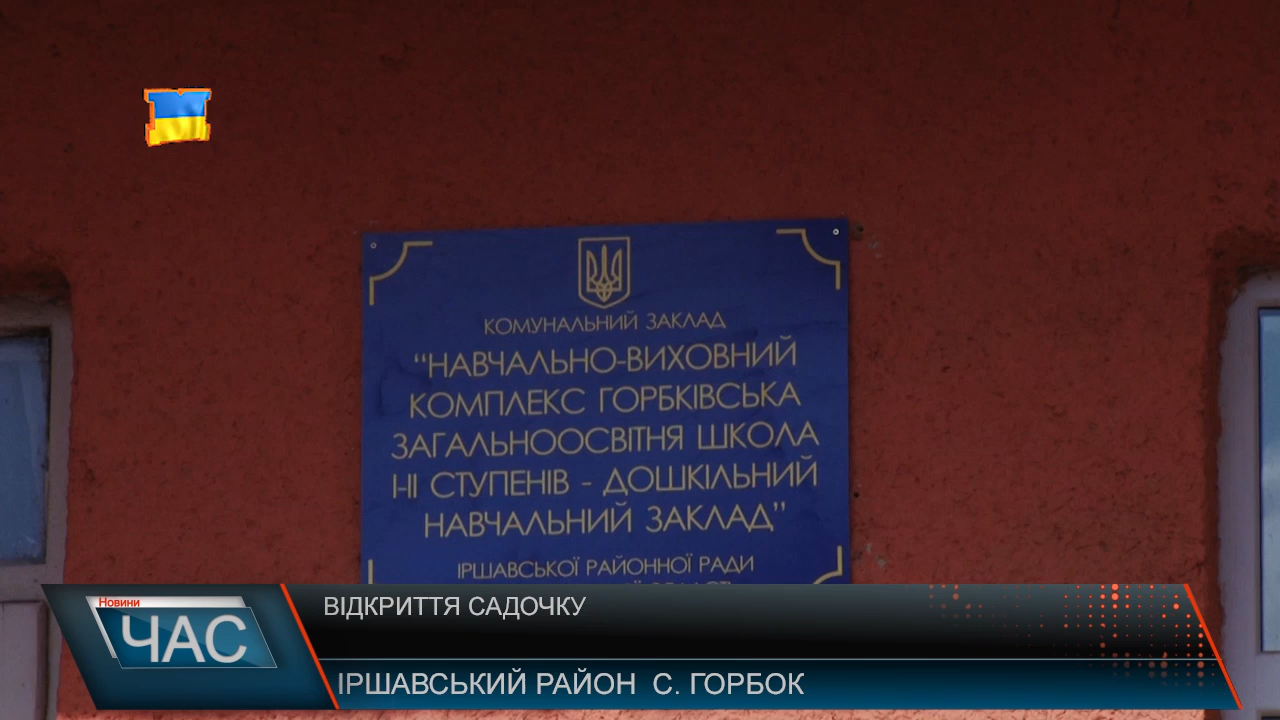 КОМУНАЛЬНИЙ ЗАКЛАД
“НАВЧАЛЬНО-ВИХОВНИЙ
КОМПЛЕКС ГОРБКІВСЬКА
ЗАГАЛЬНООСВІТНЯ ШКОЛА
І-ІІ СТУПЕНІВ - ДОШКІЛЬНИЙ
НАВЧАЛЬНИЙ ЗАКЛАД”
ІРШАВСЬКОЇ РАЙОННОЇ РАДИ
Новини
ЧАС
ВІДКРИТТЯ САДОЧКУ
ІРШАВСЬКИЙ РАЙОН С. ГОРБОК